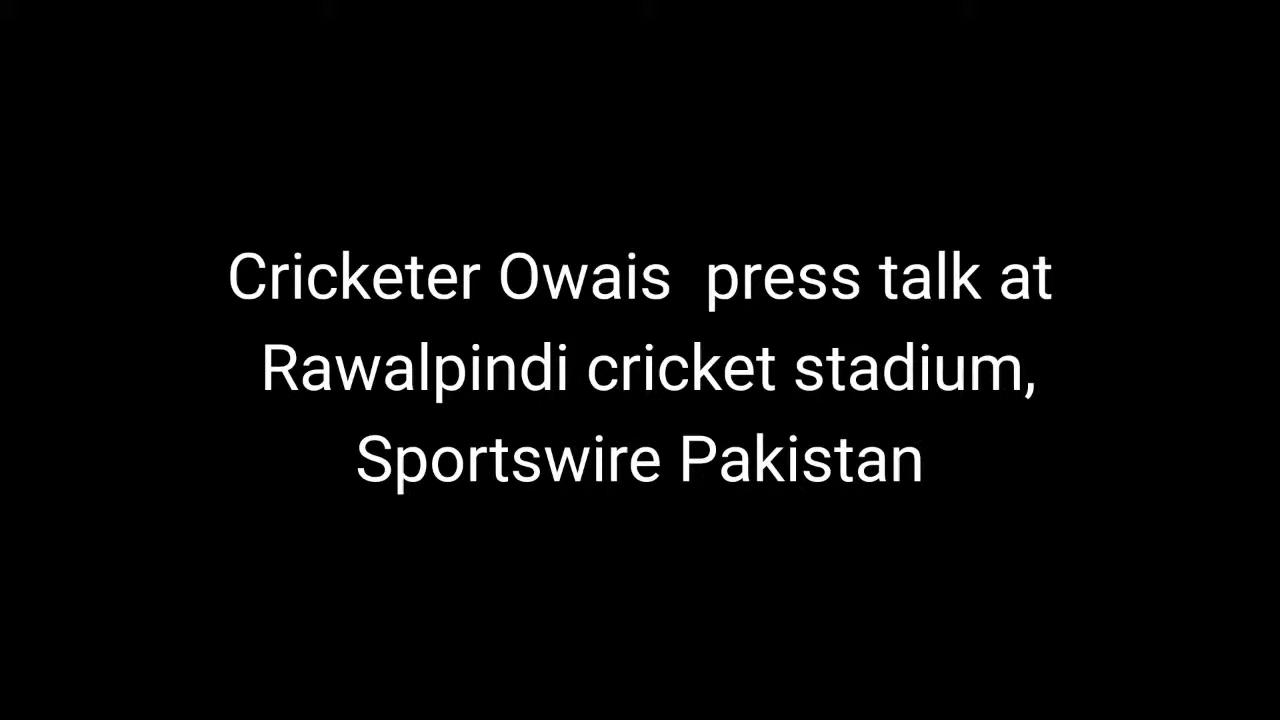 Cricketer Owais  press talk at
Rawalpindi cricket stadium,
Sportswire Pakistan